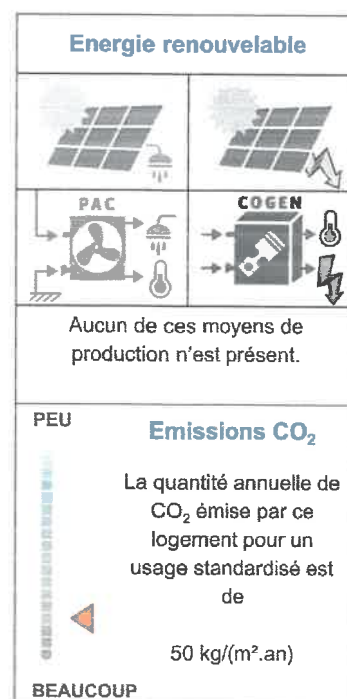 Energie renouvelable
PAC
COGEN
Aucun de ces moyens de
production n'est présent.
PEU
Emissions CO₂
La quantité annuelle de
CO₂ émise par ce
logement pour un
usage standardisé est
de
50 kg/(m².an)
BEAUCOUP